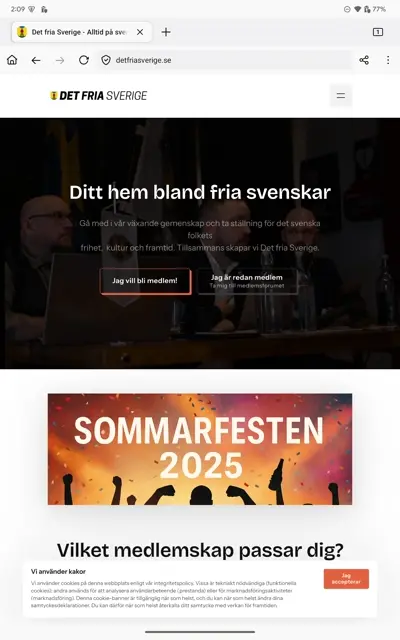 2:09
77%
Det fria Sverige - Alltid på sve
1
detfriasverige.se
DET FRIA SVERIGE
Ditt hem bland fria svenskar
Gå med i vår växande gemenskap och ta ställning för det svenska
folkets
frihet, kultur och framtid. Tillsammans skapar vi Det fria Sverige.
Jag vill bli medlem!
Jag är redan medlem
Ta mig till medlemsforumet
SOMMARFESTEN
2025
Vilket medlemskap passar dig?
Vi använder kakor
Vi använder cookies på denna webbplats enligt vår integritetspolicy. Vissa är tekniskt nödvändiga (funktionella
cookies), andra för att analysera användarbeteende (prestanda) eller för marknadsföringsaktiviteter
(marknadsföring). Denna cookie-banner är tillgänglig när som helst, och du kan när som helst ändra dina
samtyckesdeklarationer. Du kan därför när som helst återkalla ditt samtycke med verkan för framtiden.
Jag
accepterar